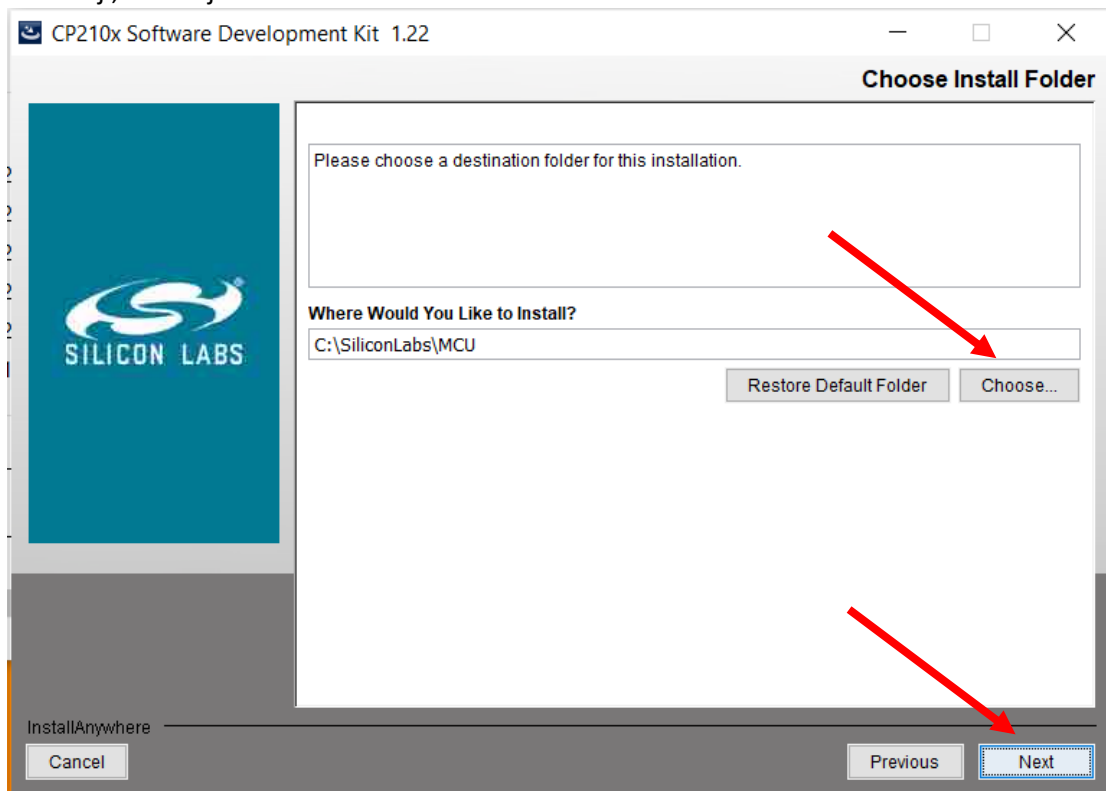 CP210x Software Development Kit 1.22
Choose Install Folder
Please choose a destination folder for this installation.
SILICON LABS
Where Would You Like to Install?
C:\SiliconLabs\MCU
Restore Default Folder
Choose...
InstallAnywhere
Cancel
Previous
Next